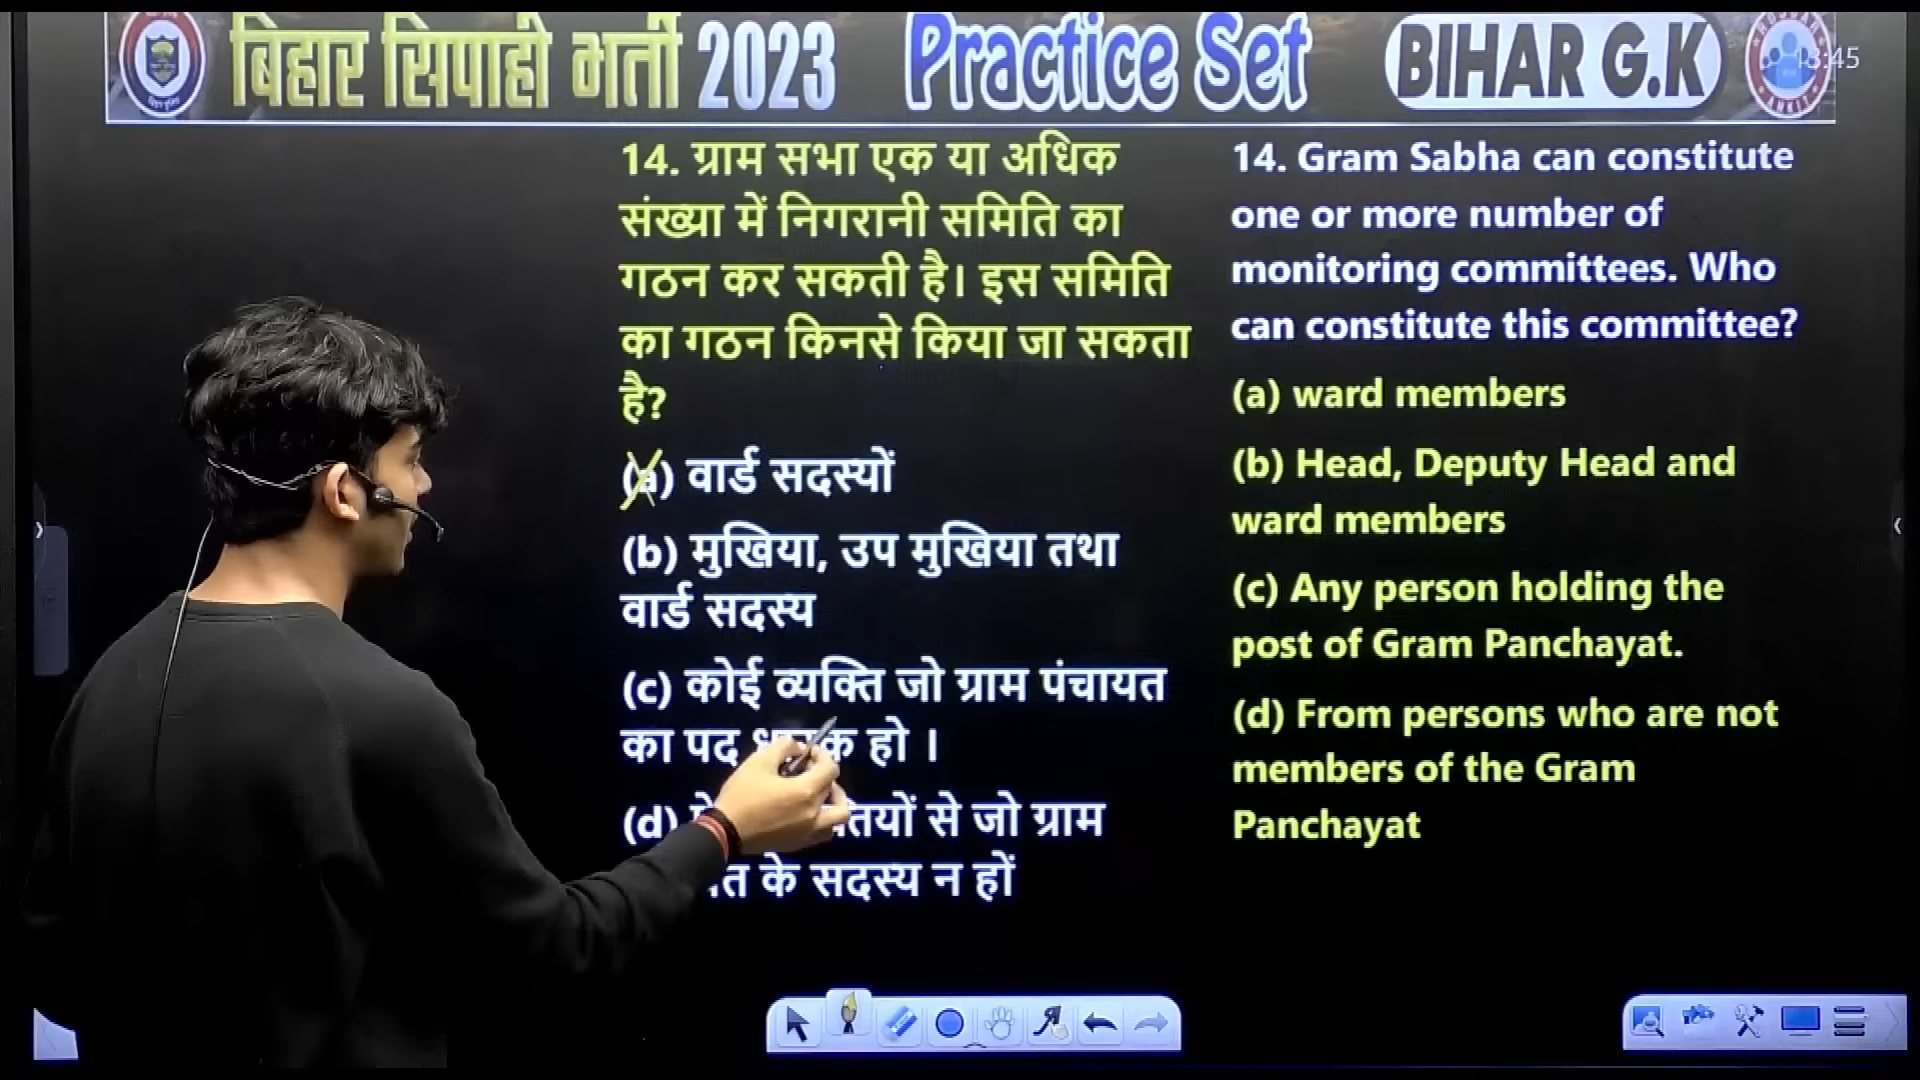 बिहार सिपाही भर्ती 2023 Practice Set BIHAR G.K
13:45
14. ग्राम सभा एक या अधिक
संख्या में निगरानी समिति का
गठन कर सकती है। इस समिति
का गठन किनसे किया जा सकता
है?
(a) वार्ड सदस्यों
(b) मुखिया, उप मुखिया तथा
वार्ड सदस्य
(c) कोई व्यक्ति जो ग्राम पंचायत
का पद हो ।
(d) से जो ग्राम
के सदस्य न हों
14. Gram Sabha can constitute
one or more number of
monitoring committees. Who
can constitute this committee?
(a) ward members
(b) Head, Deputy Head and
ward members
(c) Any person holding the
post of Gram Panchayat.
(d) From persons who are not
members of the Gram
Panchayat